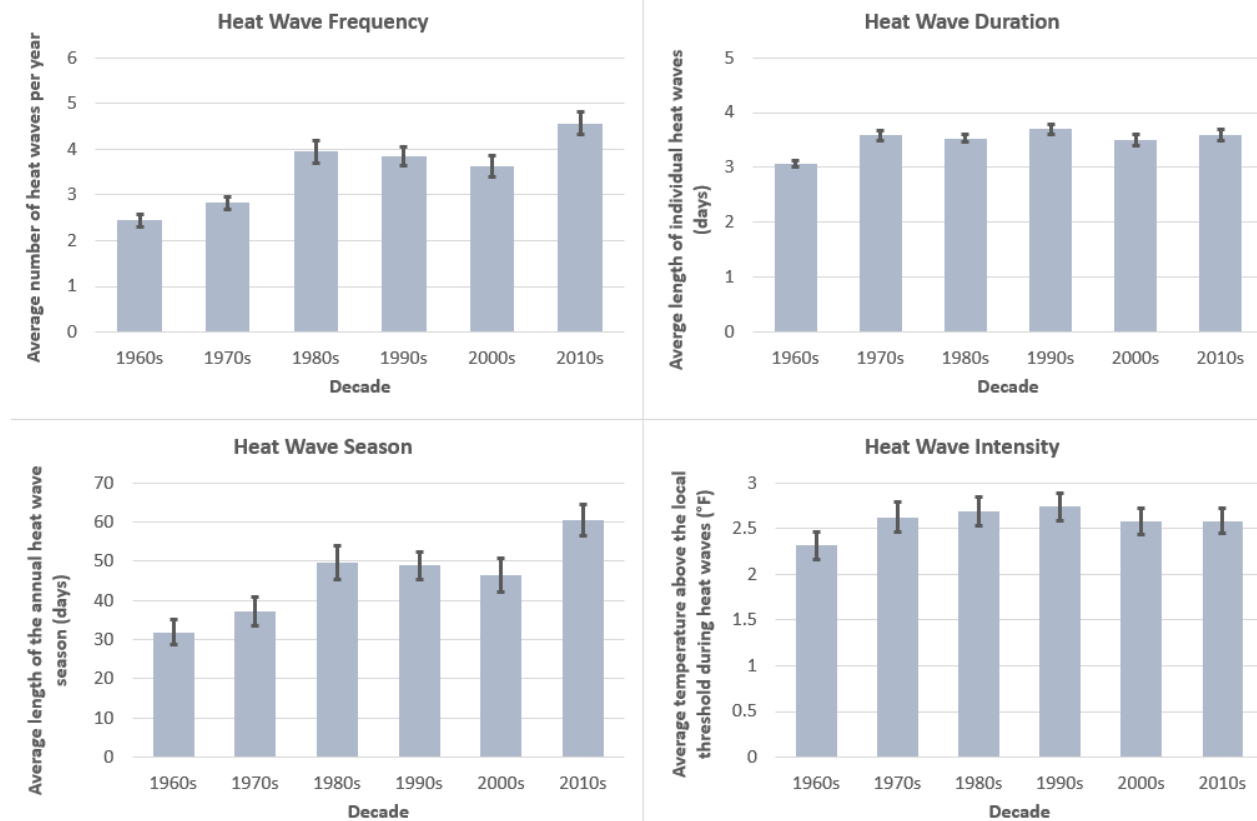 Heat Wave Frequency
Average number of heat waves per year
6
5
4
3
2
1
0
1960s 1970s 1980s 1990s 2000s 2010s
Decade
Heat Wave Duration
Averge length of individual heat waves
(days)
5
4
3
2
1
0
1960s 1970s 1980s 1990s 2000s 2010s
Decade
Heat Wave Season
Average length of the annual heat wave
season (days)
70
60
50
40
30
20
10
0
1960s 1970s 1980s 1990s 2000s 2010s
Decade
Heat Wave Intensity
Average temperature above the local
threshold during heat waves (°F)
3
2.5
2
1.5
1
0.5
0
1960s 1970s 1980s 1990s 2000s 2010s
Decade